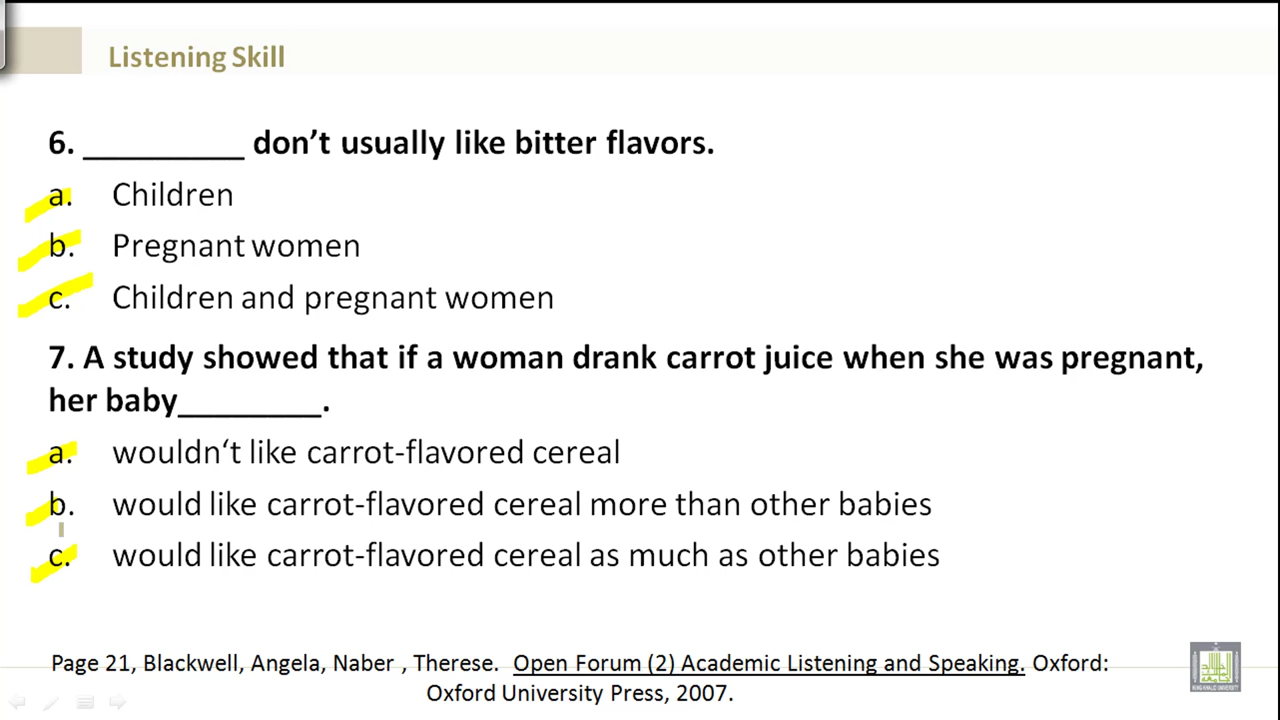 Listening Skill
6. __________ don’t usually like bitter flavors.
a. Children
b. Pregnant women
c. Children and pregnant women
7. A study showed that if a woman drank carrot juice when she was pregnant,
her baby_________.
a. wouldn‘t like carrot-flavored cereal
b. would like carrot-flavored cereal more than other babies
c. would like carrot-flavored cereal as much as other babies
Page 21, Blackwell, Angela, Naber , Therese. Open Forum (2) Academic Listening and Speaking. Oxford:
Oxford University Press, 2007.
KING KHALID UNIVERSITY